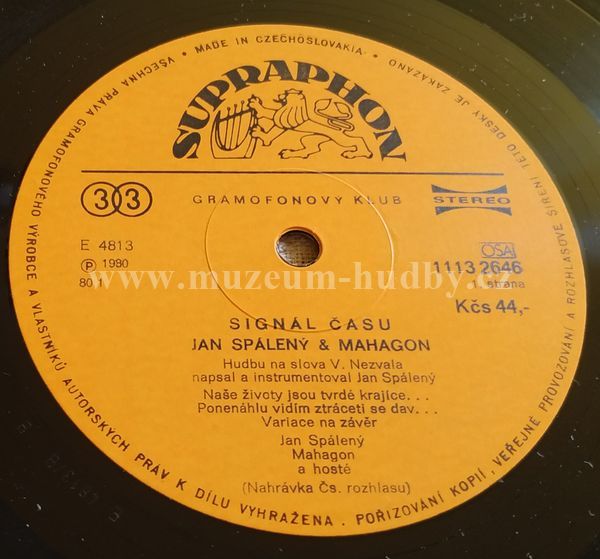 VŠECHNA PRÁVA GRAMOFONOVÉHO VÝROBCE A VLASTNÍKŮ AUTORSKÝCH PRÁV K DÍLU VYHRAŽENA. POŘIZOVÁNÍ KOPIÍ, VEŘEJNÉ PROVOZOVÁNÍ A ROZHLASOVÉ ŠÍŘENÍ TÉTO DESKY JE ZAKÁZÁNO
• MADE IN CZECHOSLOVAKIA •
SUPRAPHON
33
GRAMOFONOVÝ KLUB
STEREO
E 4813
Ⓟ 1980
80 1
OSA
1113 2646
1. strana
Kčs 44,-
www.muzeum-hudby.cz
SIGNÁL ČASU
JAN SPÁLENÝ & MAHAGON
Hudbu na slova V. Nezvala
napsal a instrumentoval Jan Spálený
Naše životy jsou tvrdé krajíce...
Ponenáhlu vidím ztráceti se dav...
Variace na závěr
Jan Spálený
Mahagon
a hosté
(Nahrávka Čs. rozhlasu)